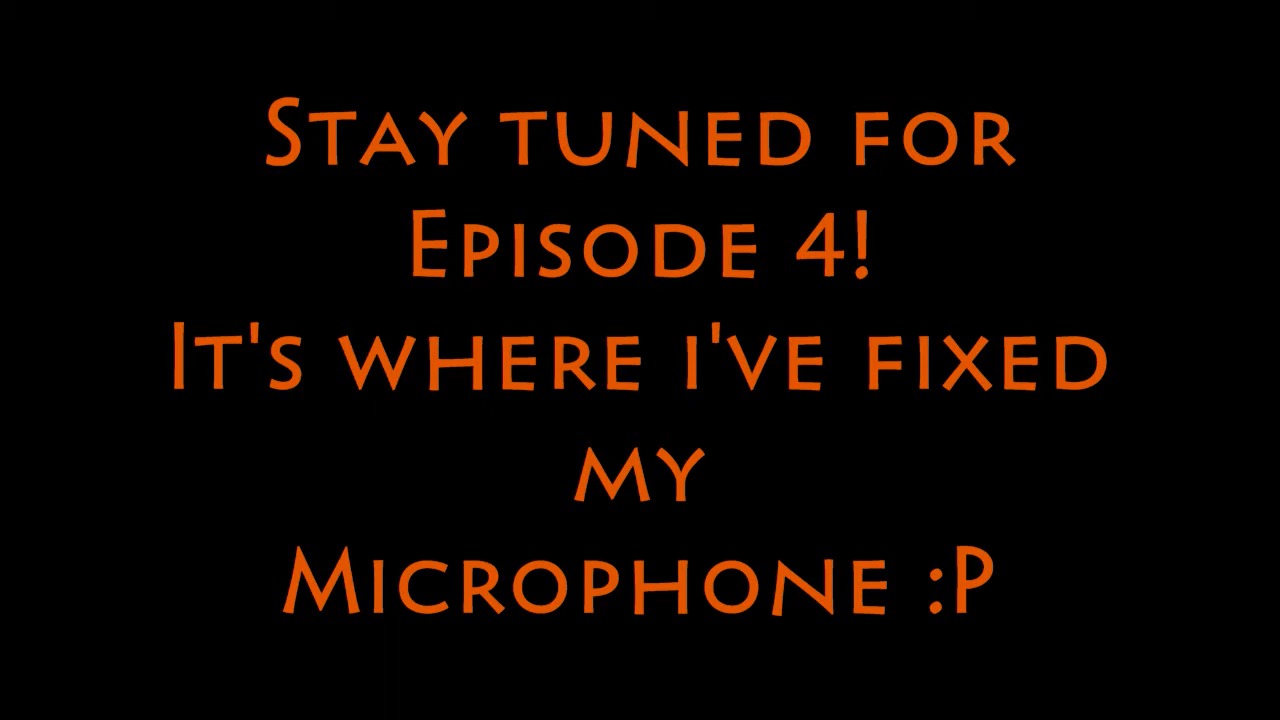 Stay tuned for
Episode 4!
It's where i've fixed
my
Microphone :P